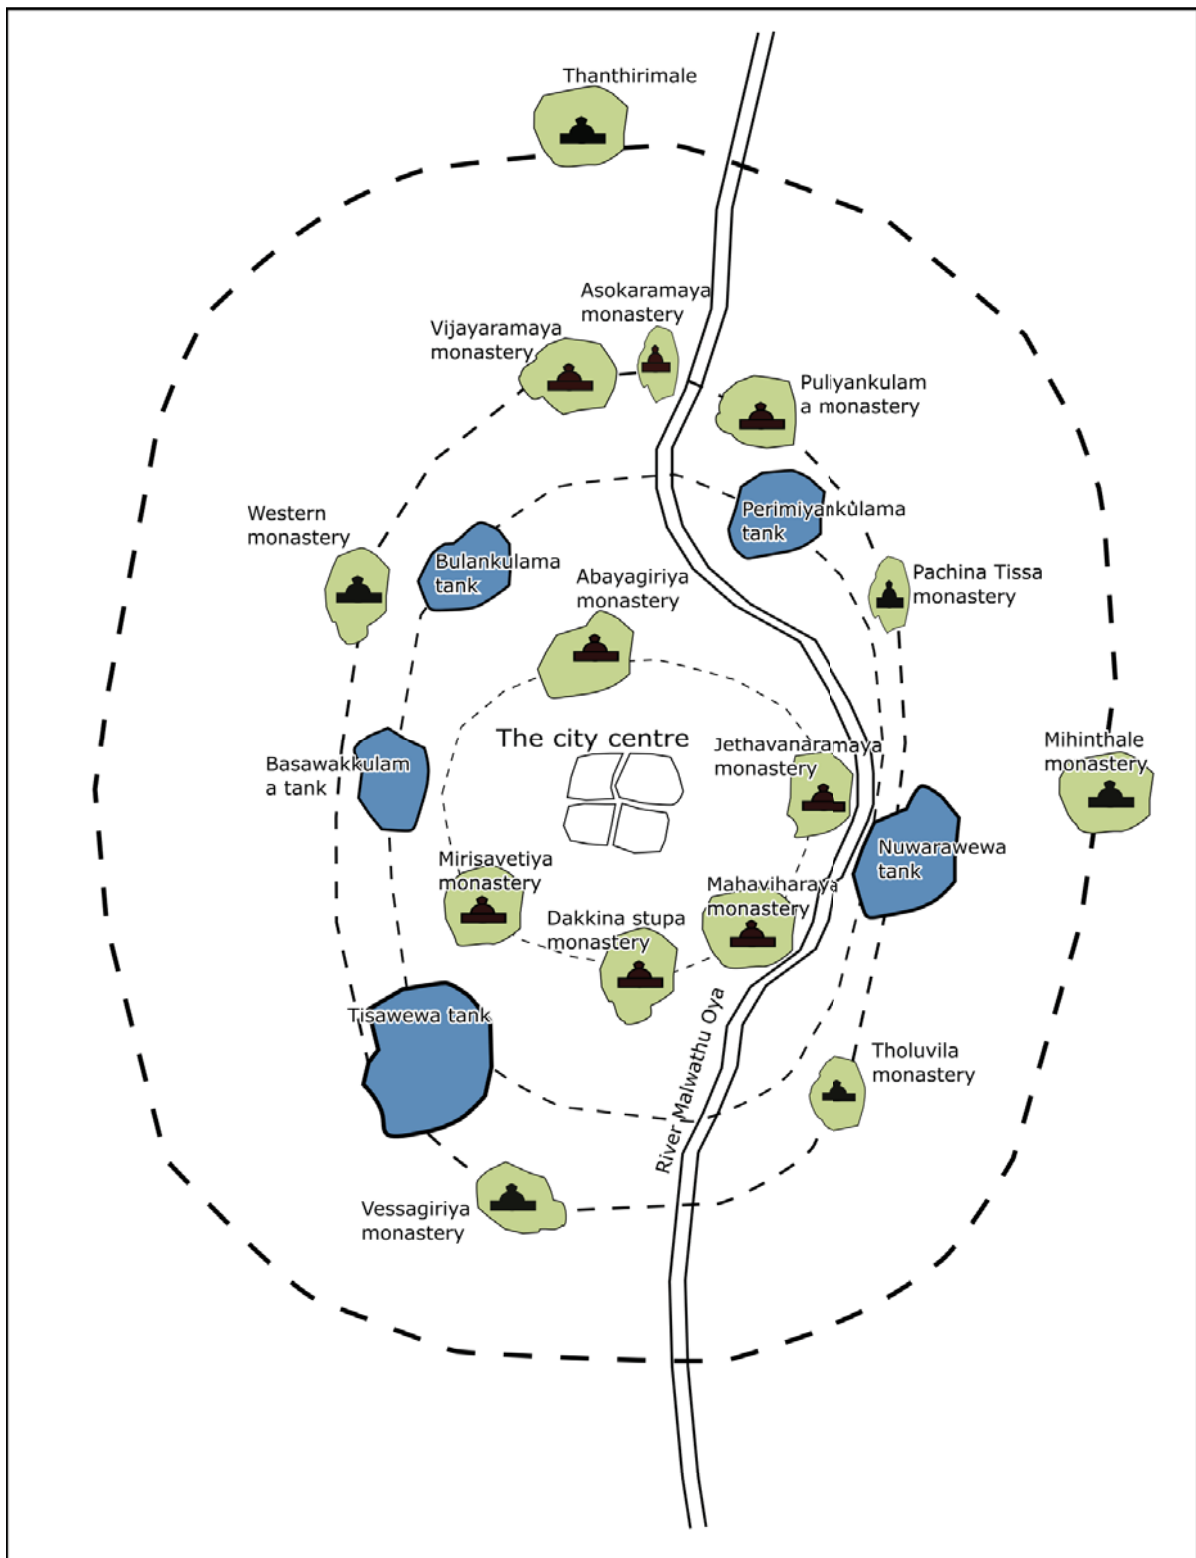 Thanthirimale
Asokaramaya
monastery
Vijayaramaya
monastery
Puliyankulam
a monastery
Western
monastery
Perimiyankulama
tank
Bulankulama
tank
Abayagiriya
monastery
Pachina Tissa
monastery
The city centre
Jethavanaramaya
monastery
Mihinthale
monastery
Basawakkulam
a tank
Nuwarawewa
tank
Mirisavetiya
monastery
Mahaviharaya
monastery
Dakkina stupa
monastery
Tisawewa tank
River Malwathu Oya
Tholuvila
monastery
Vessagiriya
monastery